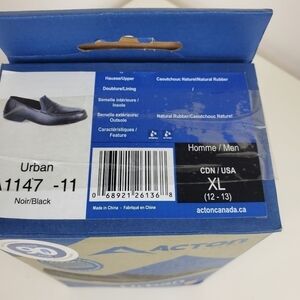 Hausse/Upper
Caoutchouc Naturel/Natural Rubber
Doublure/Lining
/
Semelle intérieure / Insole
Semelle extérieure/ Outsole
Natural Rubber/Caoutchouc Naturel
Caractéristiques / Feature
Urban
A1147 -11
Noir/Black
0 68921 26136 8
Made in China - Fabriqué en China
Homme / Men
CDN / USA
XL
(12 - 13)
actoncanada.ca
ACTON
Urban